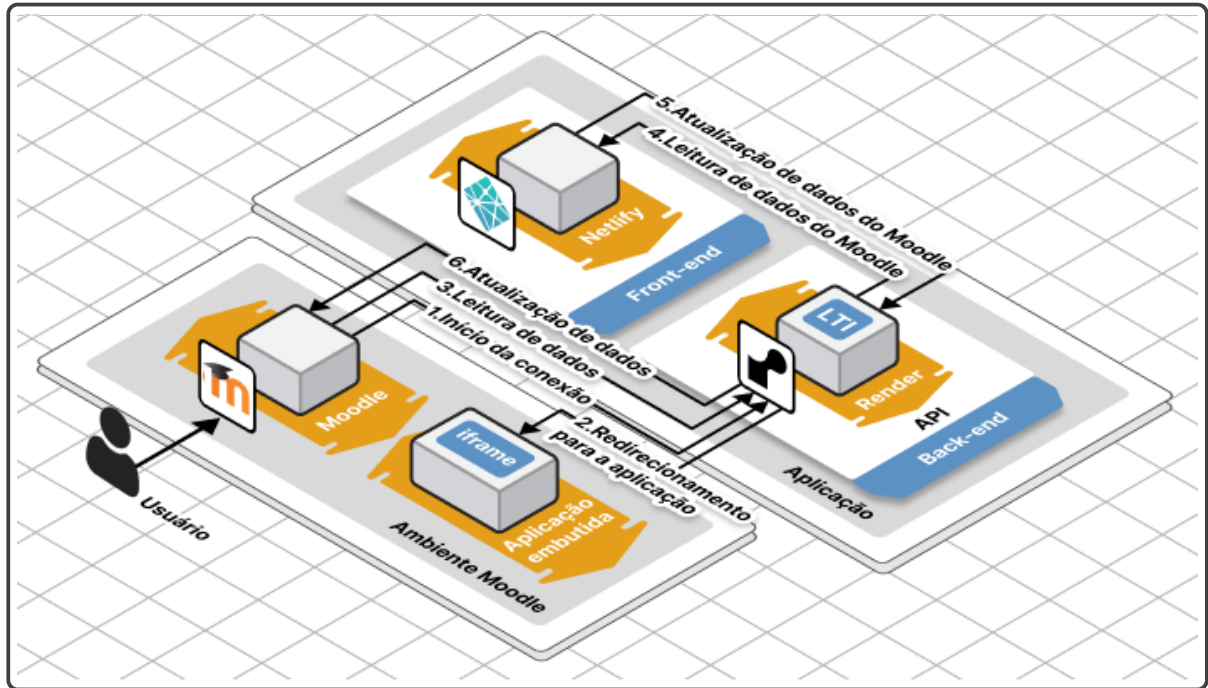 5.Atualização de dados do Moodle
4.Leitura de dados do Moodle
Netlify
Front-end
6.Atualização de dados
3.Leitura de dados
1.Início da conexão
LTI
Render
API
Back-end
Aplicação
Moodle
iframe
2.Redirecionamento
para a aplicação
Aplicação
embutida
Ambiente Moodle
Usuário
m